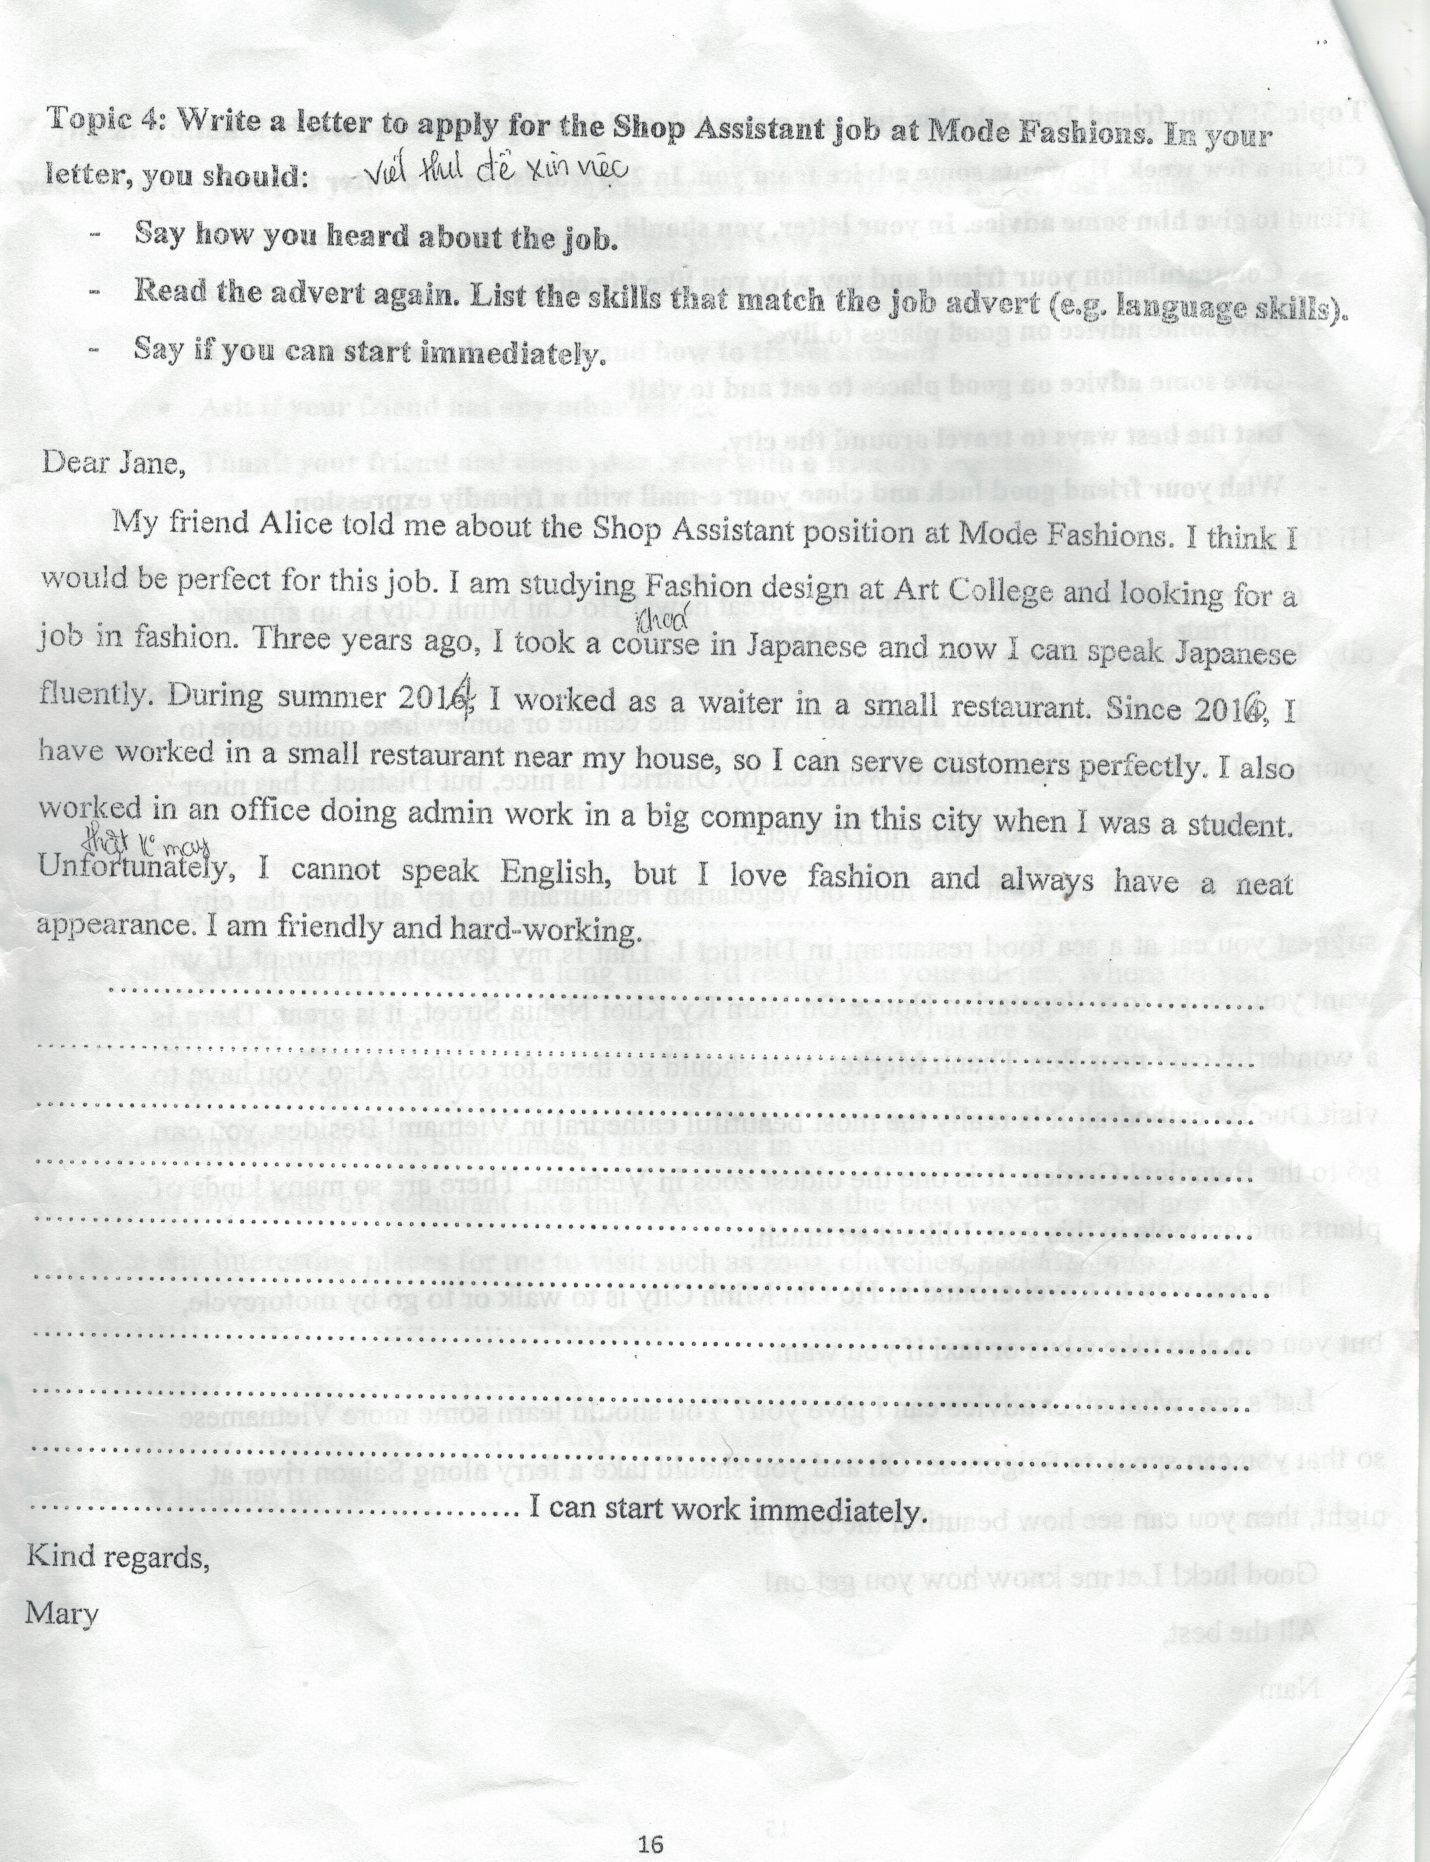 Topic 4: Write a letter to apply for the Shop Assistant job at Mode Fashions. In your
letter, you should: - viết thư để xin việc
- Say how you heard about the job.
- Read the advert again. List the skills that match the job advert (e.g. language skills).
- Say if you can start immediately.
Dear Jane,
My friend Alice told me about the Shop Assistant position at Mode Fashions. I think I
would be perfect for this job. I am studying Fashion design at Art College and looking for a
khoá
job in fashion. Three years ago, I took a course in Japanese and now I can speak Japanese
fluently. During summer 2014, I worked as a waiter in a small restaurant. Since 2016, I
have worked in a small restaurant near my house, so I can serve customers perfectly. I also
worked in an office doing admin work in a big company in this city when I was a student.
thật k° may
Unfortunately, I cannot speak English, but I love fashion and always have a neat
appearance. I am friendly and hard-working.
I can start work immediately.
Kind regards,
Mary
16